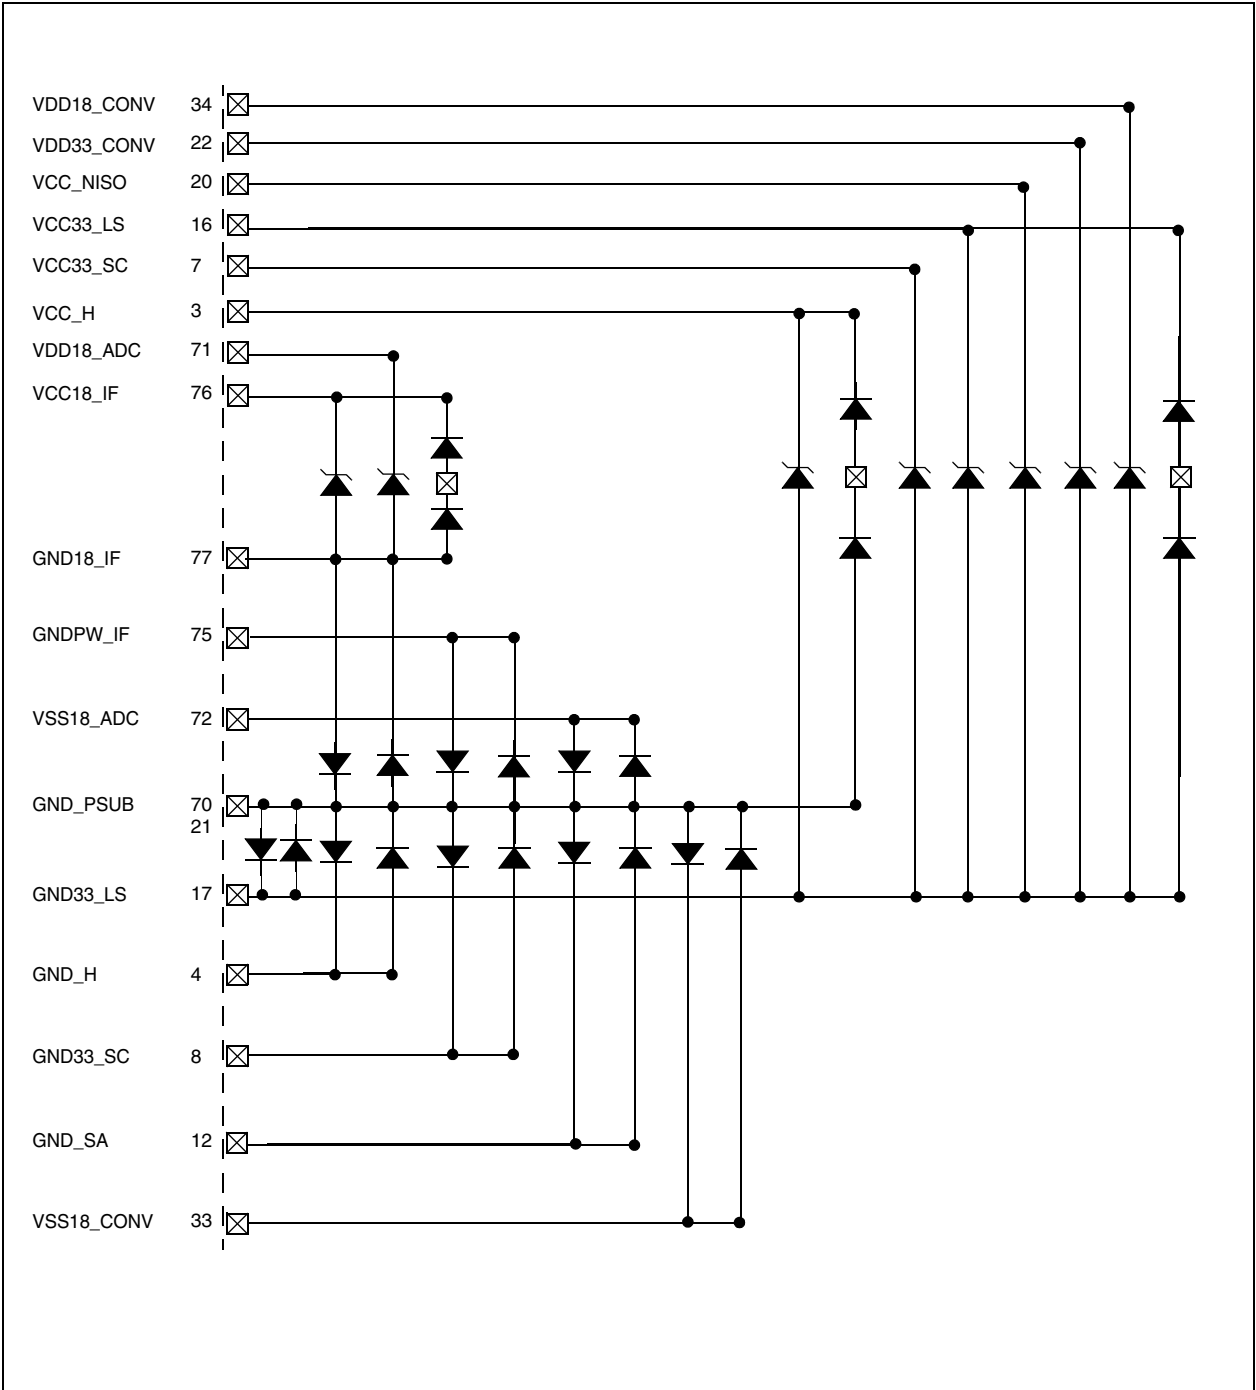 VDD18_CONV 34
VDD33_CONV 22
VCC_NISO 20
VCC33_LS 16
VCC33_SC 7
VCC_H 3
VDD18_ADC 71
VCC18_IF 76
GND18_IF 77
GNDPW_IF 75
VSS18_ADC 72
GND_PSUB 70
21
GND33_LS 17
GND_H 4
GND33_SC 8
GND_SA 12
VSS18_CONV 33